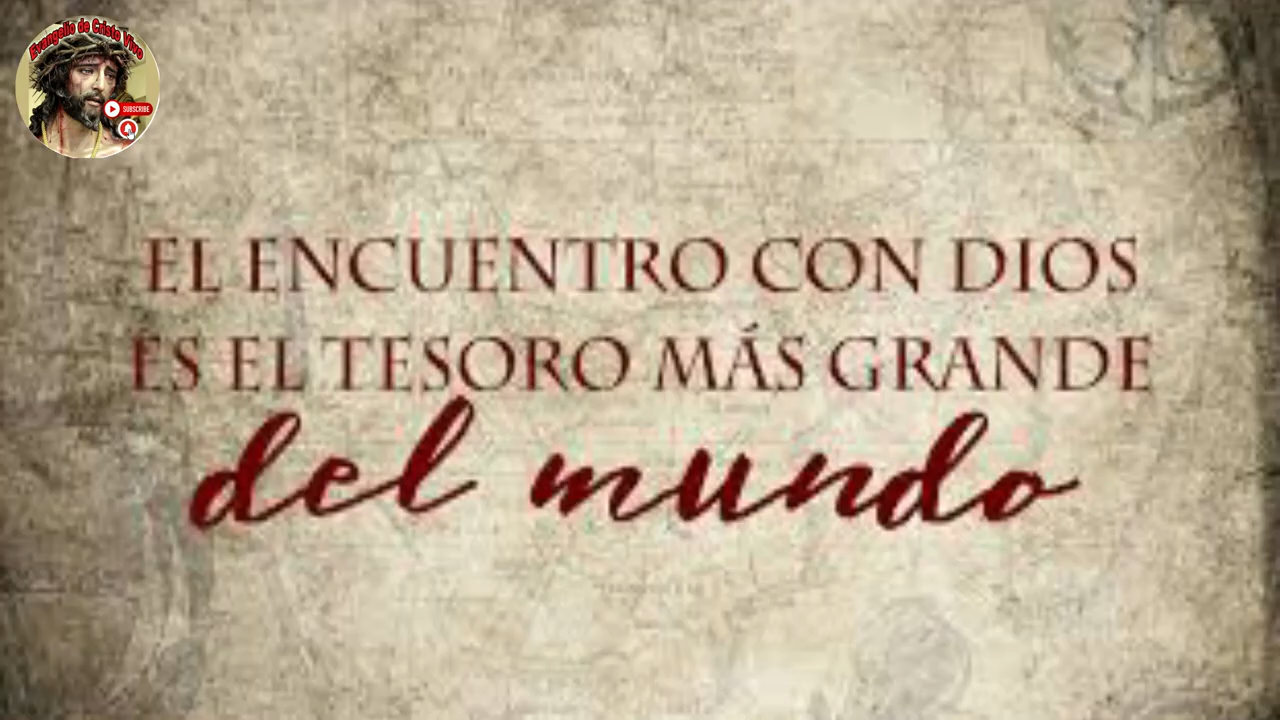 Evangelio de Cristo Vivo
SUBSCRIBE
EL ENCUENTRO CON DIOS
ES EL TESORO MÁS GRANDE
del mundo